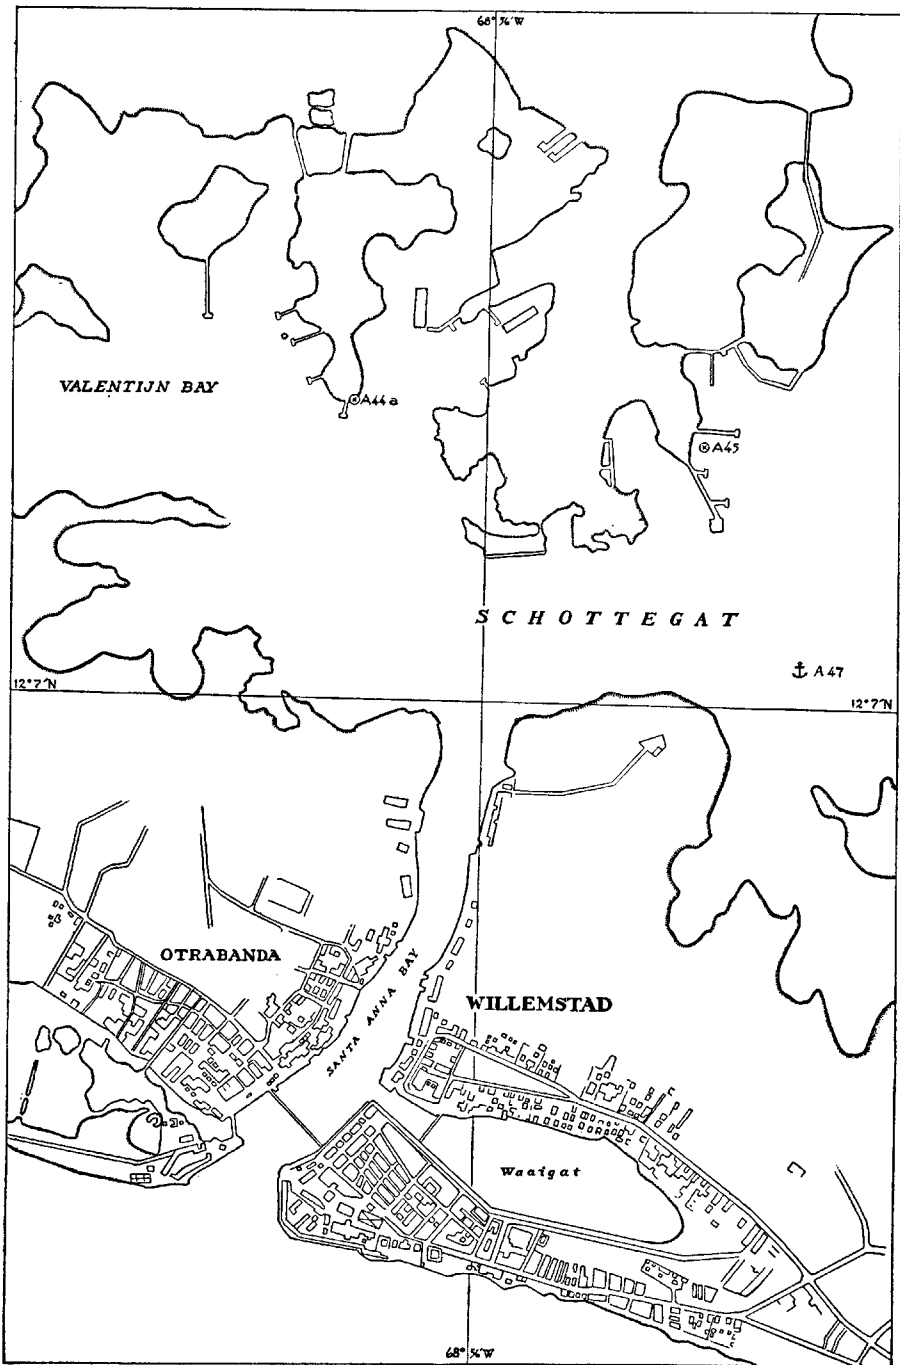 68° 56′ W
VALENTIJN BAY
A44a
A45
SCHOTTEGAT
A47
12° 7′ N
12° 7′ N
OTRABANDA
SANTA ANNA BAY
WILLEMSTAD
Waaigat
68° 56′ W